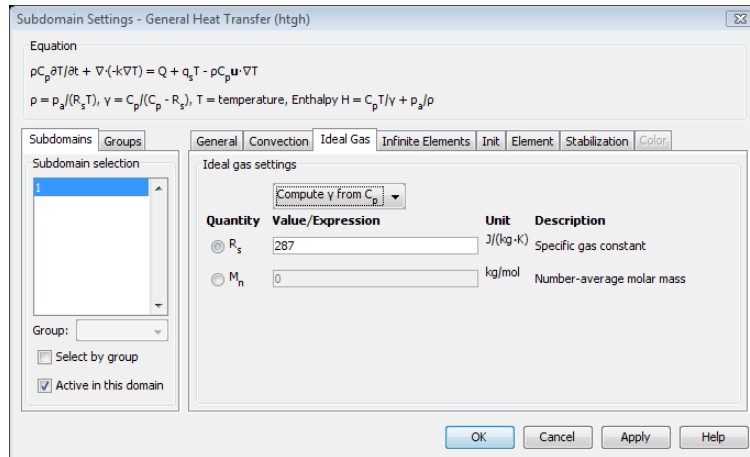 Subdomain Settings - General Heat Transfer (htgh)
Equation
ρCp∂T/∂t + ∇·(-k∇T) = Q + qsT - ρCpu·∇T
ρ = pa/(RsT), γ = Cp/(Cp - Rs), T = temperature, Enthalpy H = CpT/γ + pa/ρ
Subdomains Groups
General Convection Ideal Gas Infinite Elements Init Element Stabilization Color
Subdomain selection
1
Ideal gas settings
Compute γ from Cp
Quantity Value/Expression Unit Description
Rs 287 J/(kg·K) Specific gas constant
Mn 0 kg/mol Number-average molar mass
Group:
Select by group
Active in this domain
OK Cancel Apply Help